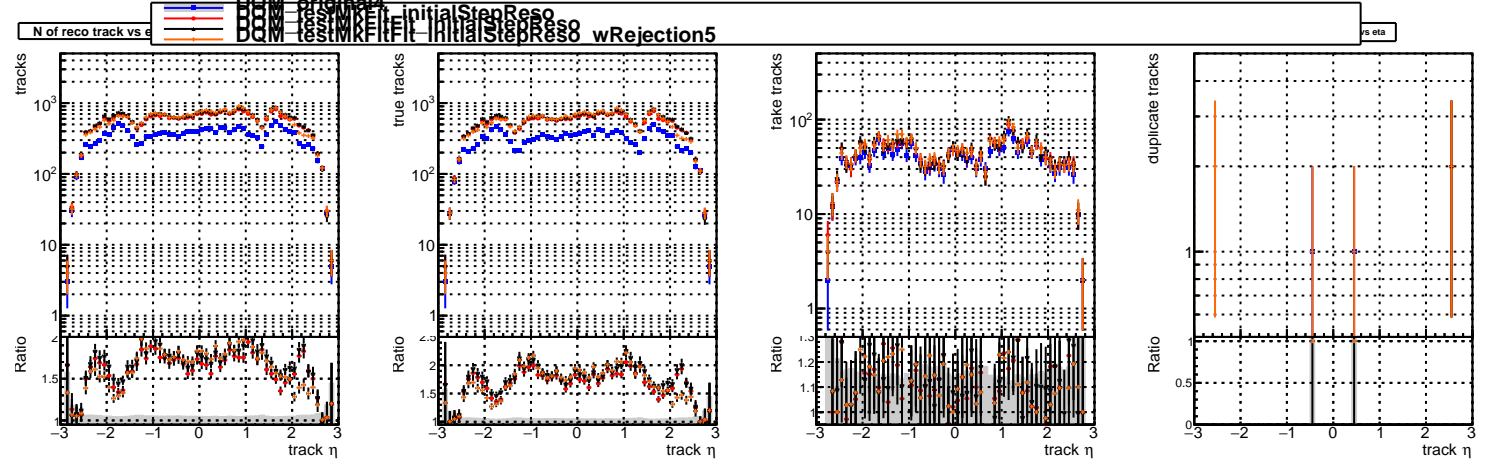 DQM_original4
DQM_testMkFit_initialStepReso
DQM_testMkFitFit_initialStepReso
DQM_testMkFitFit_initialStepReso_wRejection5
N of reco track vs e
vs eta
tracks
10³
10²
10
1
Ratio
2
1.5
1
−3 −2 −1 0 1 2 3
track η
true tracks
10³
10²
10
1
Ratio
2.5
2
1.5
1
−3 −2 −1 0 1 2 3
track η
fake tracks
10²
10
1
Ratio
1.3
1.2
1.1
1
−3 −2 −1 0 1 2 3
track η
duplicate tracks
1
Ratio
1
0.5
0
−3 −2 −1 0 1 2 3
track η